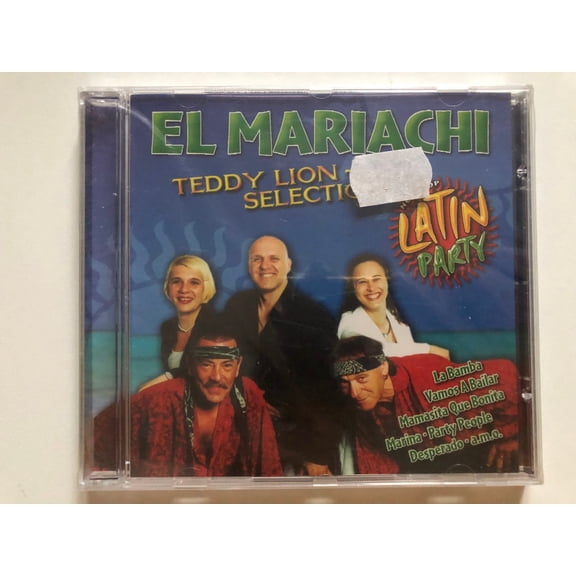 EL MARIACHI
TEDDY LION
SELECTIO
LATIN
PARTY
La Bamba
Vamos A Bailar
Mamasita Que Bonita
Marina · Party People
Desperado · a.m.o.